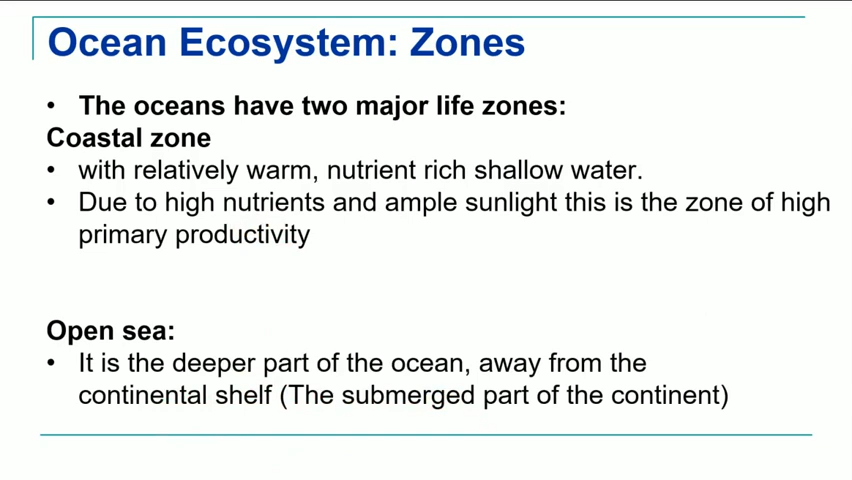 Ocean Ecosystem: Zones
• The oceans have two major life zones:
Coastal zone
• with relatively warm, nutrient rich shallow water.
• Due to high nutrients and ample sunlight this is the zone of high
primary productivity
Open sea:
• It is the deeper part of the ocean, away from the
continental shelf (The submerged part of the continent)